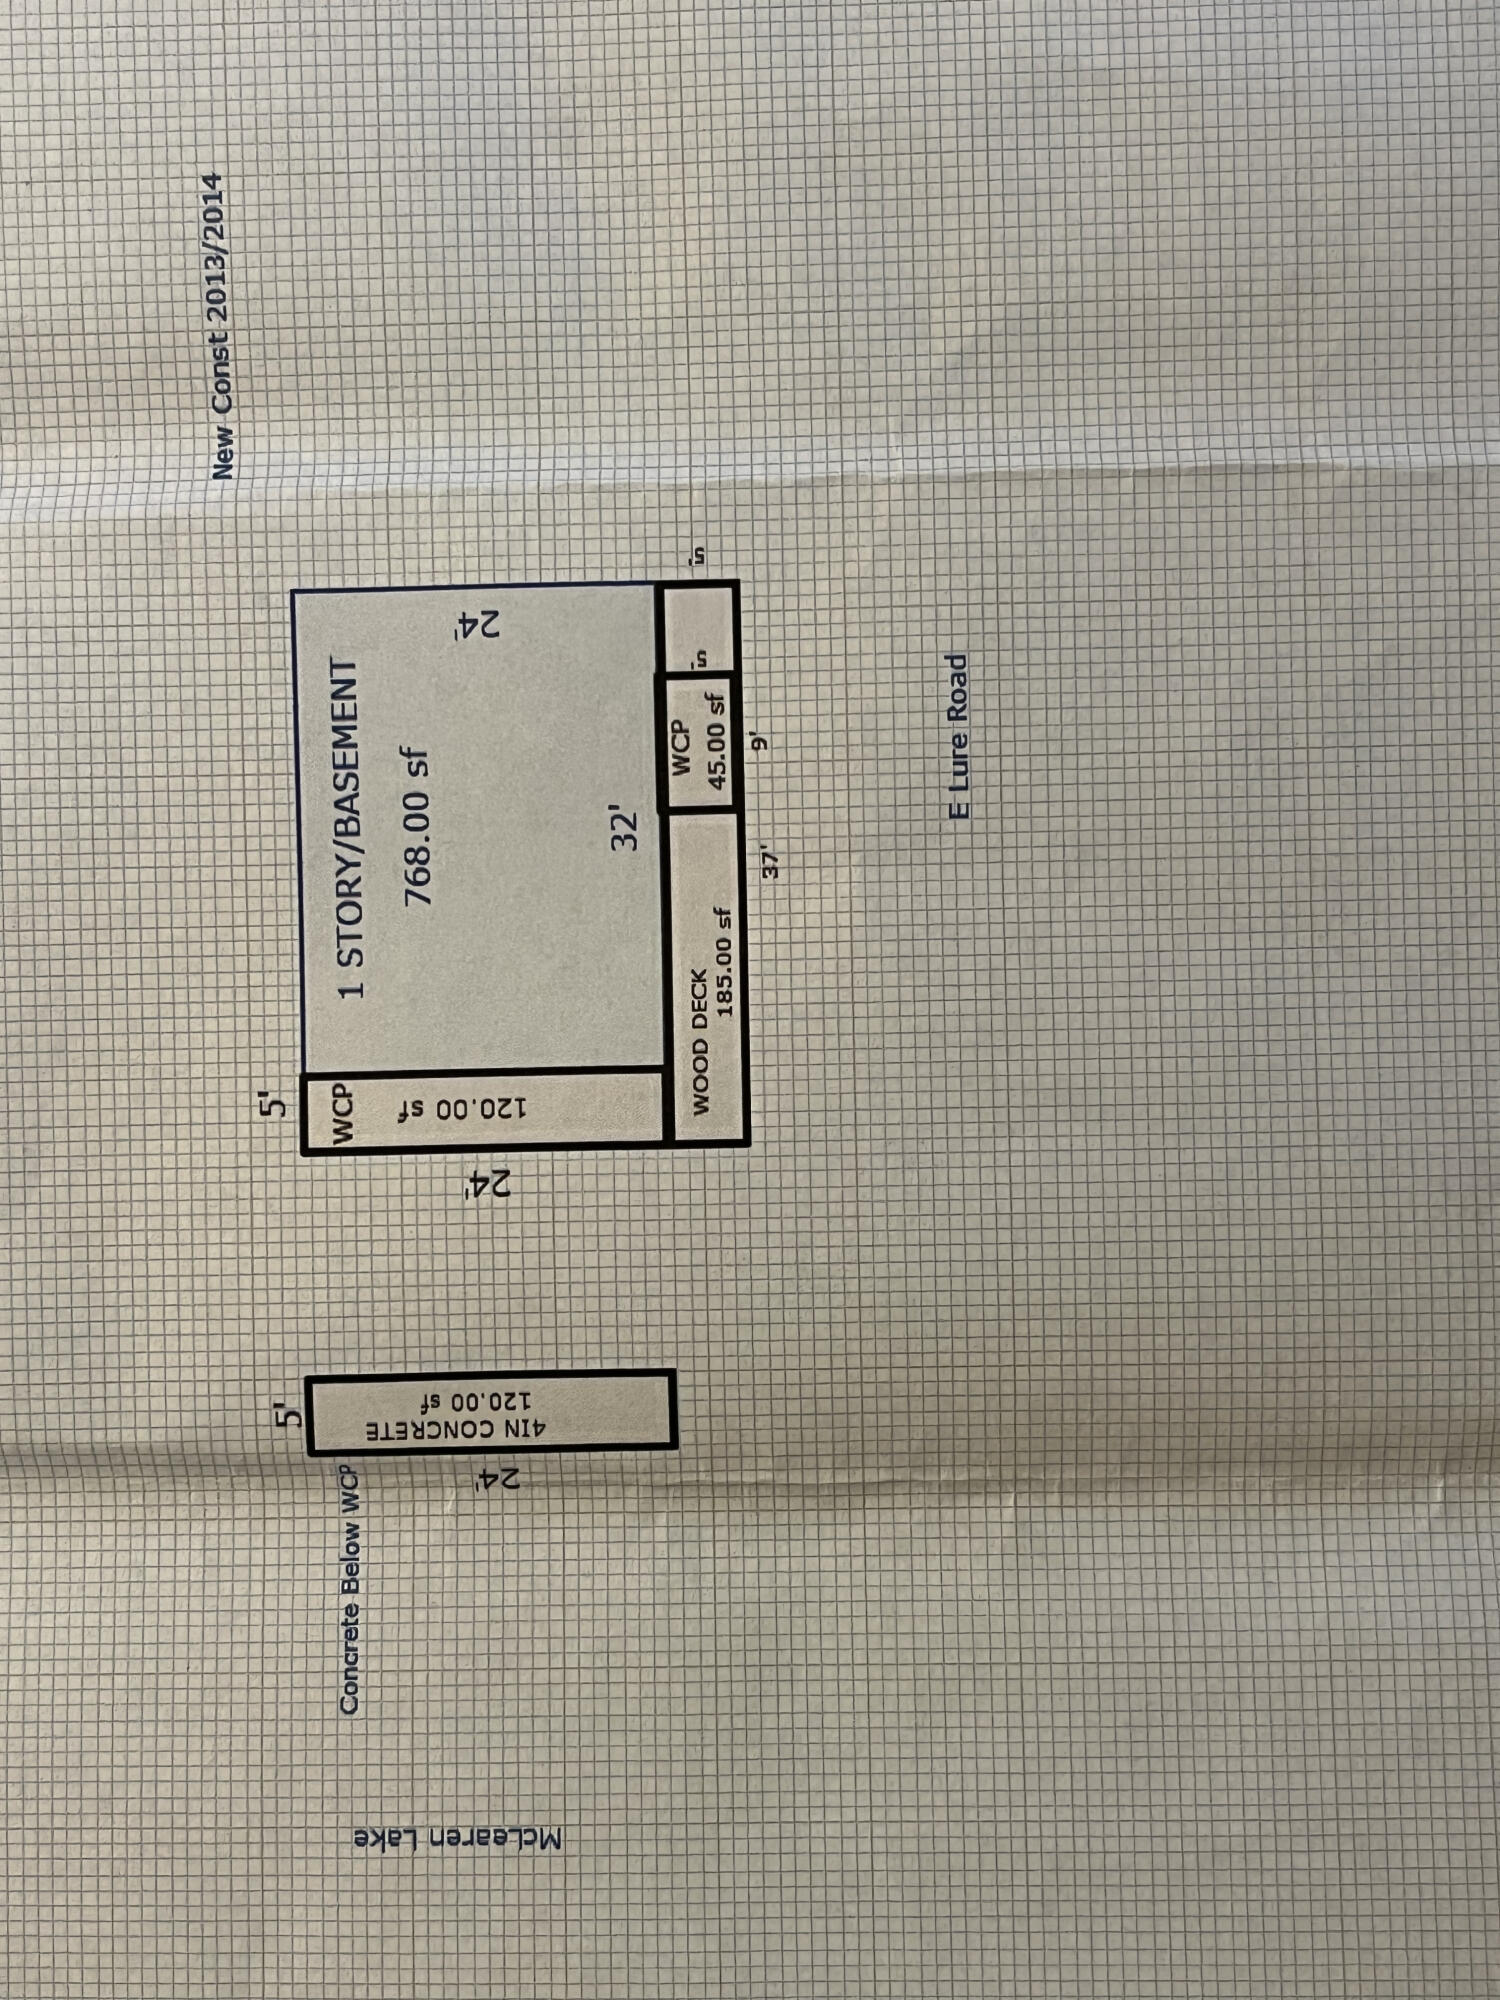 New Const 2013/2014
5'
5'
Concrete Below WCP
McLearen Lake
24'
4IN CONCRETE
120.00 sf
24'
WCP
120.00 sf
1 STORY/BASEMENT
768.00 sf
24'
32'
WOOD DECK
185.00 sf
WCP
45.00 sf
5'
5'
9'
37'
E Lure Road